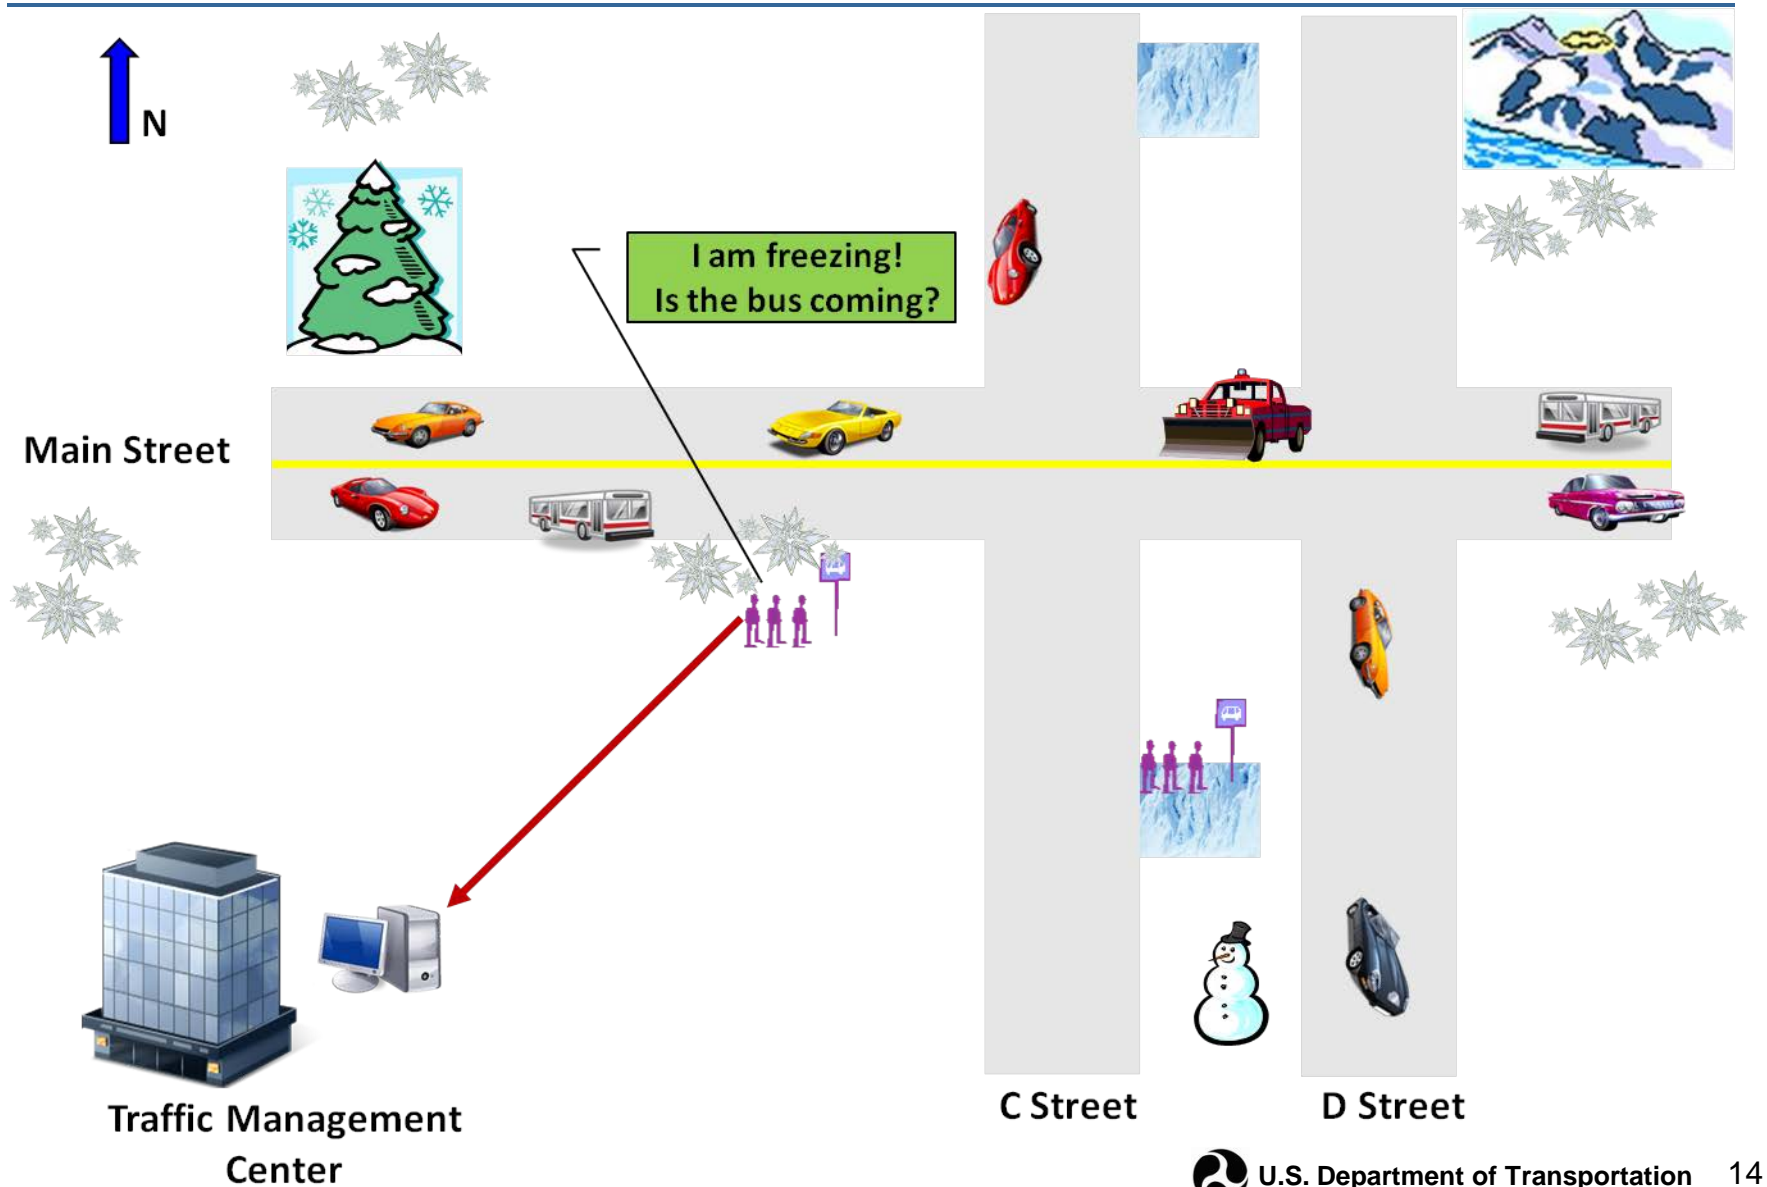 N
I am freezing!
Is the bus coming?
Main Street
C Street
D Street
Traffic Management
Center
U.S. Department of Transportation
14